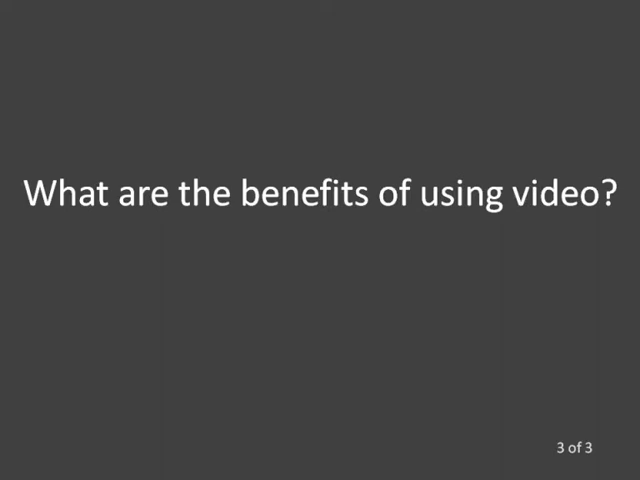 What are the benefits of using video?
3 of 3